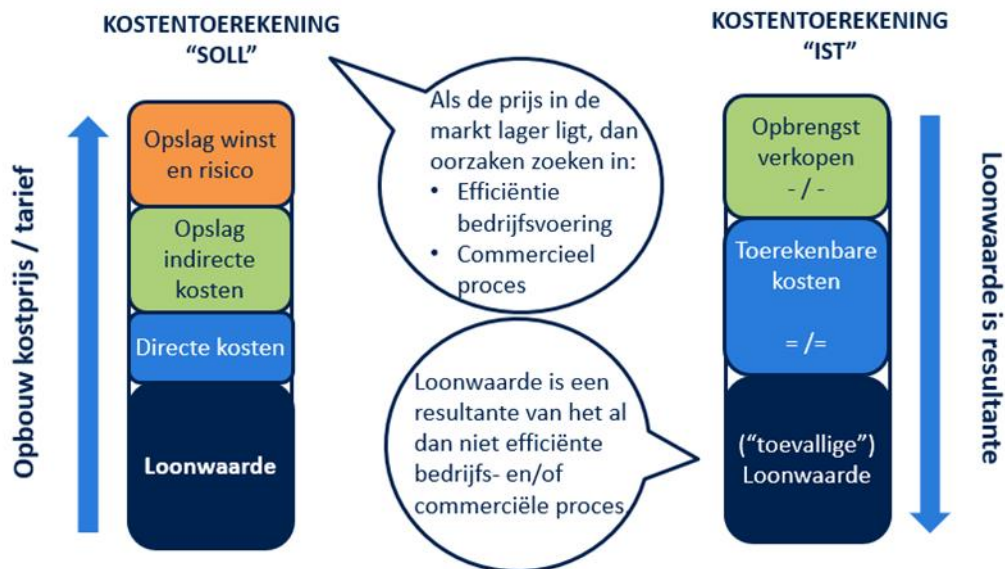 KOSTENTOEREKENING
“SOLL”
Opbouw kostprijs / tarief
Opslag winst
en risico
Opslag
indirecte
kosten
Directe kosten
Loonwaarde
Als de prijs in de
markt lager ligt, dan
oorzaken zoeken in:
• Efficiëntie
bedrijfsvoering
• Commercieel
proces
Loonwaarde is een
resultante van het al
dan niet efficiënte
bedrijfs- en/of
commerciële proces
KOSTENTOEREKENING
“IST”
Opbrengst
verkopen
- / -
Toerekenbare
kosten
= /=
(“toevallige”)
Loonwaarde
Loonwaarde is resultante